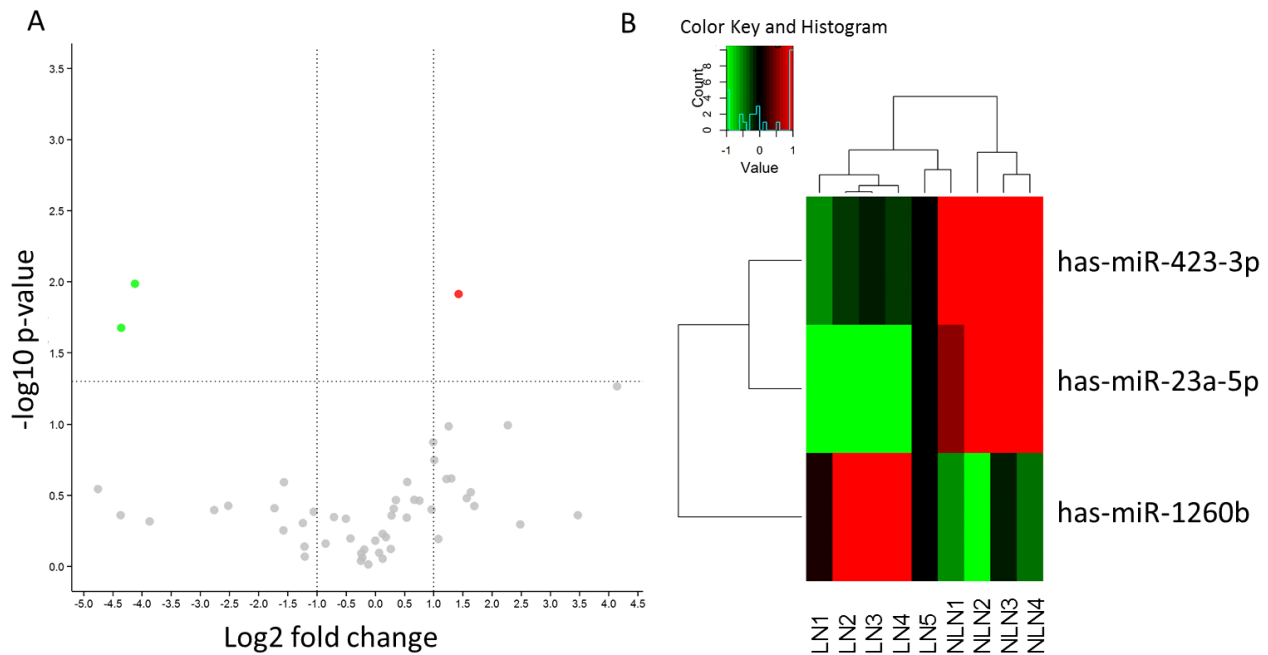 A
3.5
3.0
2.5
2.0
1.5
1.0
0.5
0.0
-log10 p-value
-5.0 -4.5 -4.0 -3.5 -3.0 -2.5 -2.0 -1.5 -1.0 -0.5 0.0 0.5 1.0 1.5 2.0 2.5 3.0 3.5 4.0 4.5
Log2 fold change
B
Color Key and Histogram
Count
0 2 4 6 8
-1 0 1
Value
has-miR-423-3p
has-miR-23a-5p
has-miR-1260b
LN1 LN2 LN3 LN4 LN5 NLN1 NLN2 NLN3 NLN4